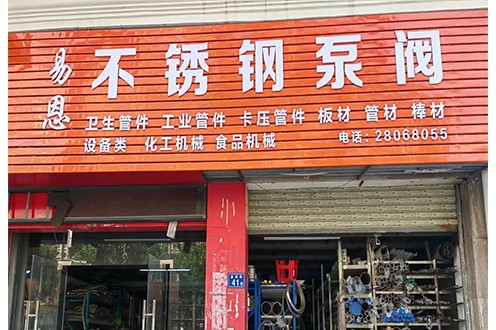 易恩 不锈钢泵阀
卫生管件 工业管件 卡压管件 板材 管材 棒材
设备类 化工机械 食品机械 电话:28068055
41